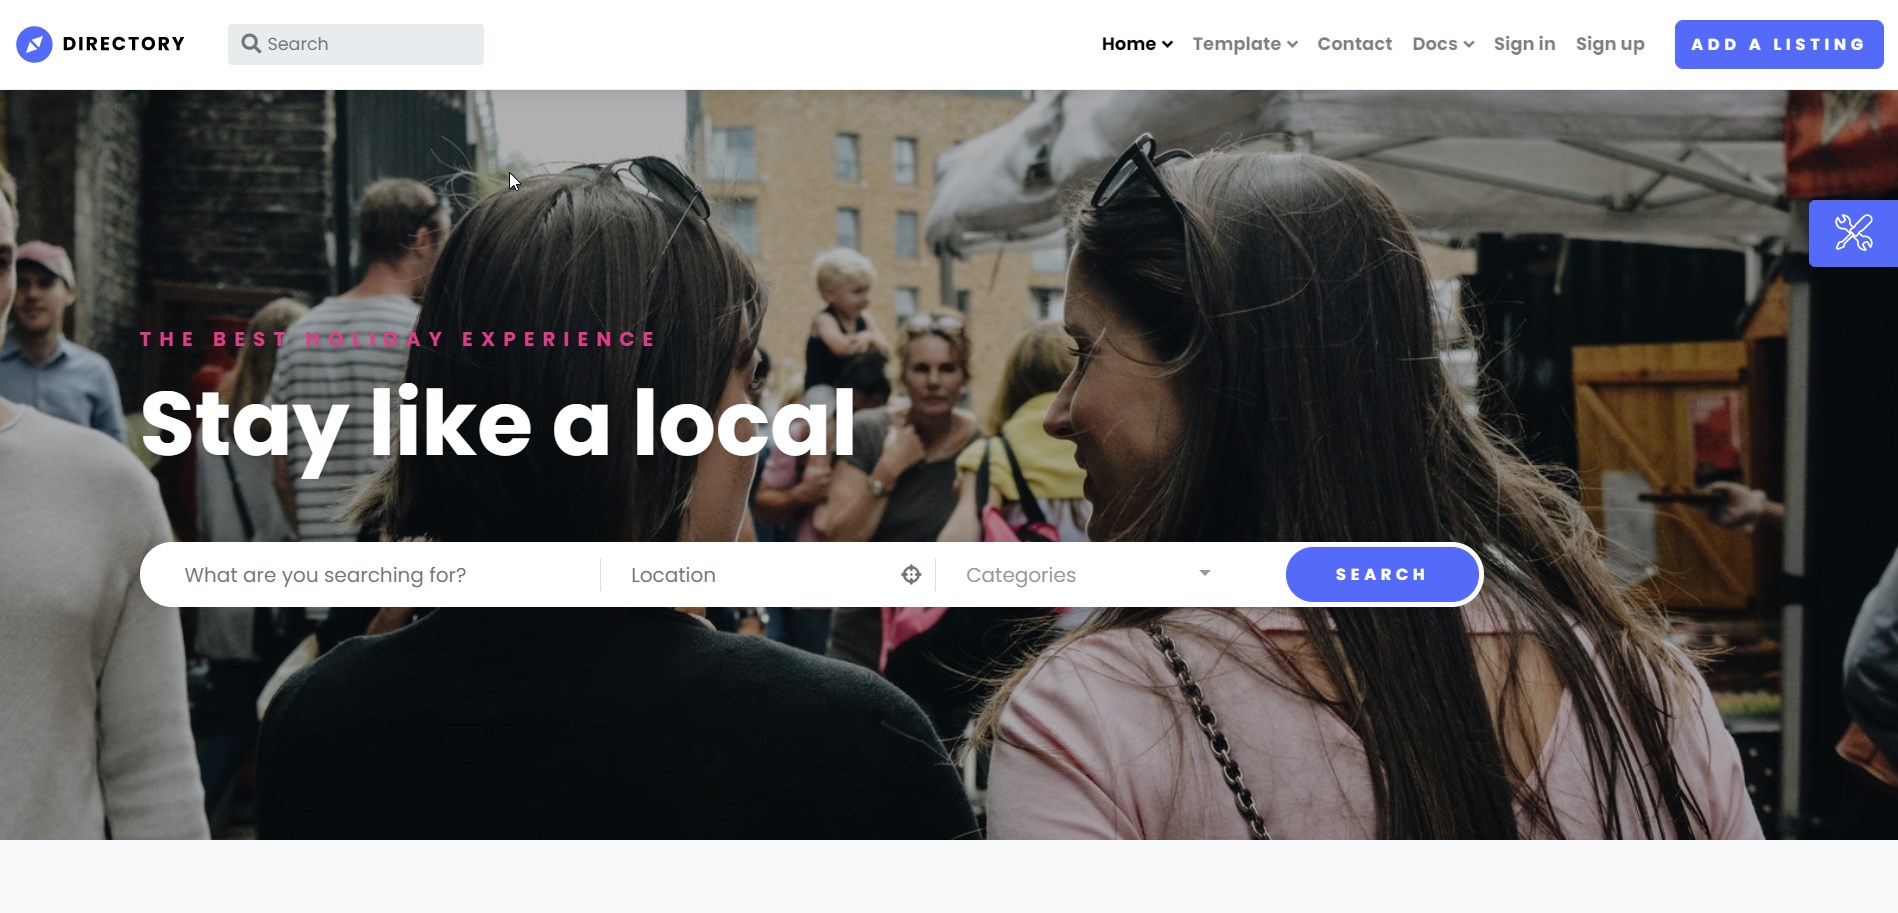 DIRECTORY
Search
Home
Template
Contact
Docs
Sign in
Sign up
ADD A LISTING
THE BEST HOLIDAY EXPERIENCE
Stay like a local
What are you searching for?
Location
Categories
SEARCH